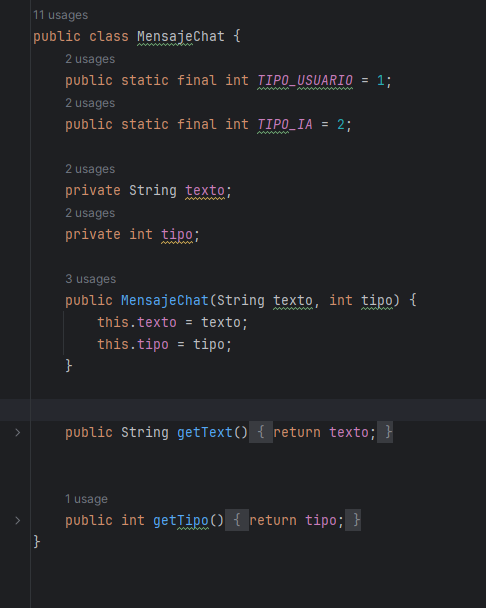 11 usages
public class MensajeChat {
2 usages
public static final int TIPO_USUARIO = 1;
2 usages
public static final int TIPO_IA = 2;
2 usages
private String texto;
2 usages
private int tipo;
3 usages
public MensajeChat(String texto, int tipo) {
this.texto = texto;
this.tipo = tipo;
}
public String getText() { return texto; }
1 usage
public int getTipo() { return tipo; }
}